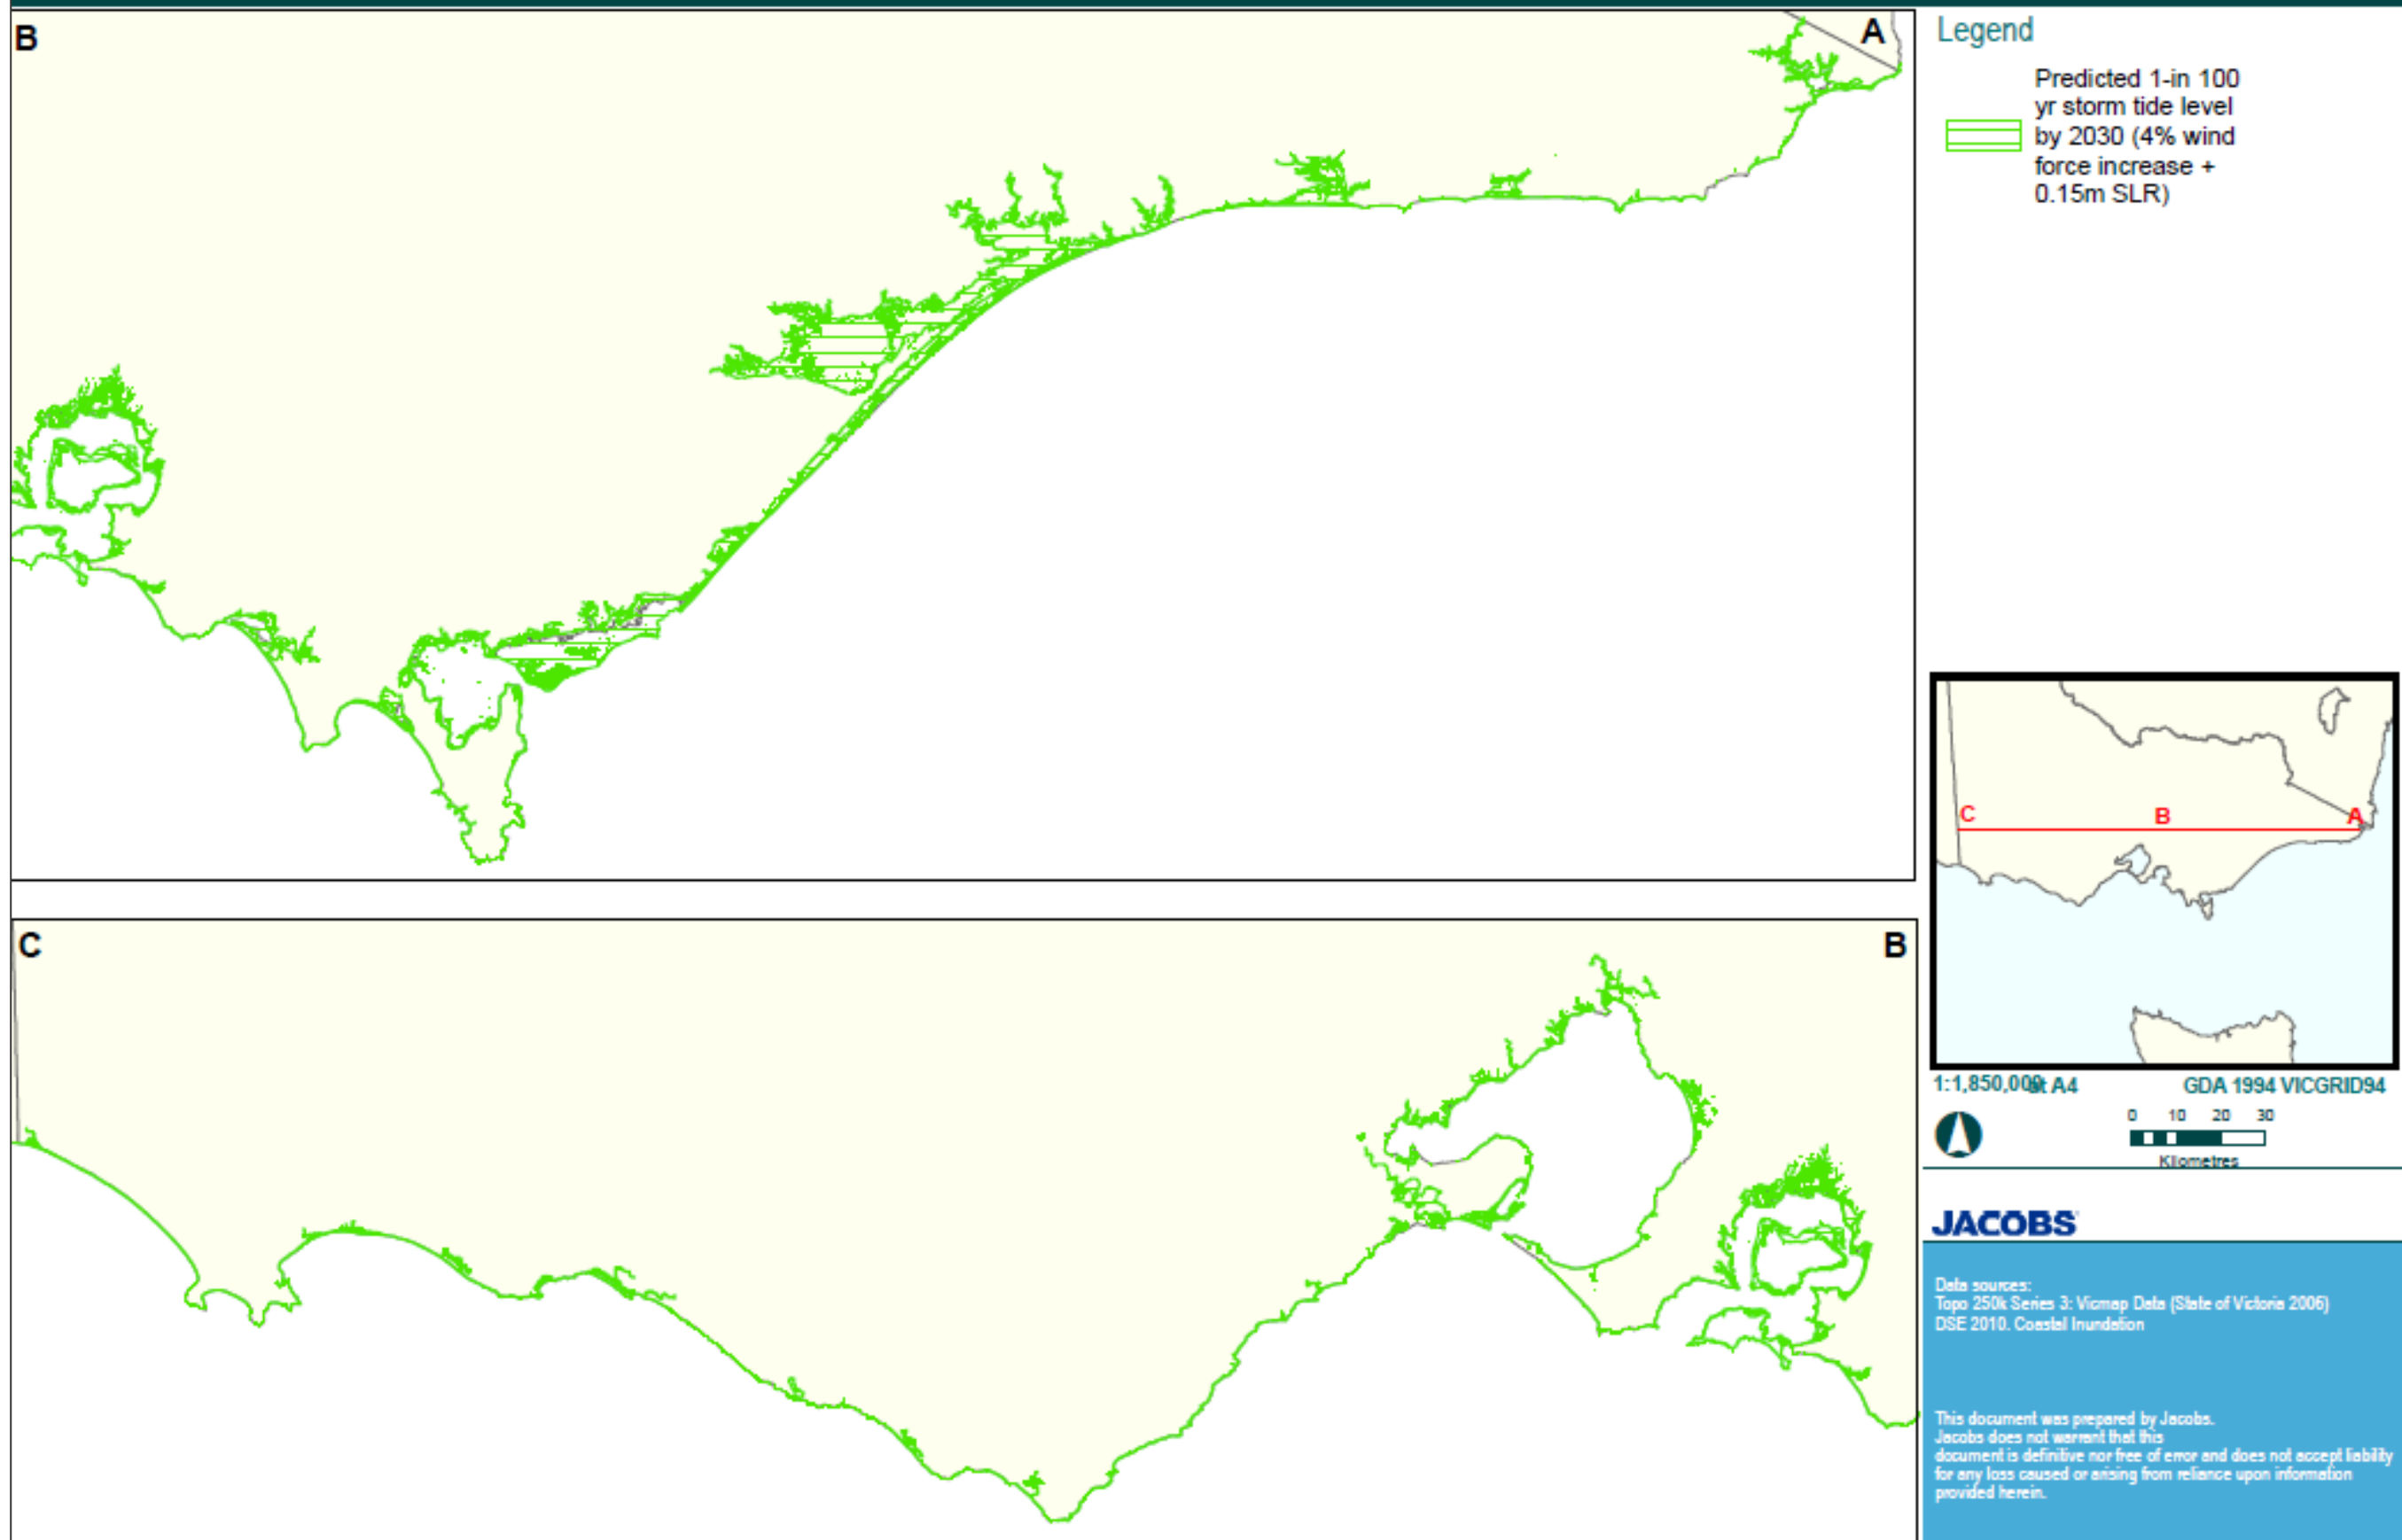 B
A
Legend
Predicted 1-in 100
yr storm tide level
by 2030 (4% wind
force increase +
0.15m SLR)
C
B
A
1:1,850,000 at A4
GDA 1994 VICGRID94
0 10 20 30
Kilometres
C
B
JACOBS
Data sources:
Topo 250k Series 3: Vicmap Data (State of Victoria 2006)
DSE 2010. Coastal Inundation
This document was prepared by Jacobs.
Jacobs does not warrant that this
document is definitive nor free of error and does not accept liability
for any loss caused or arising from reliance upon information
provided herein.